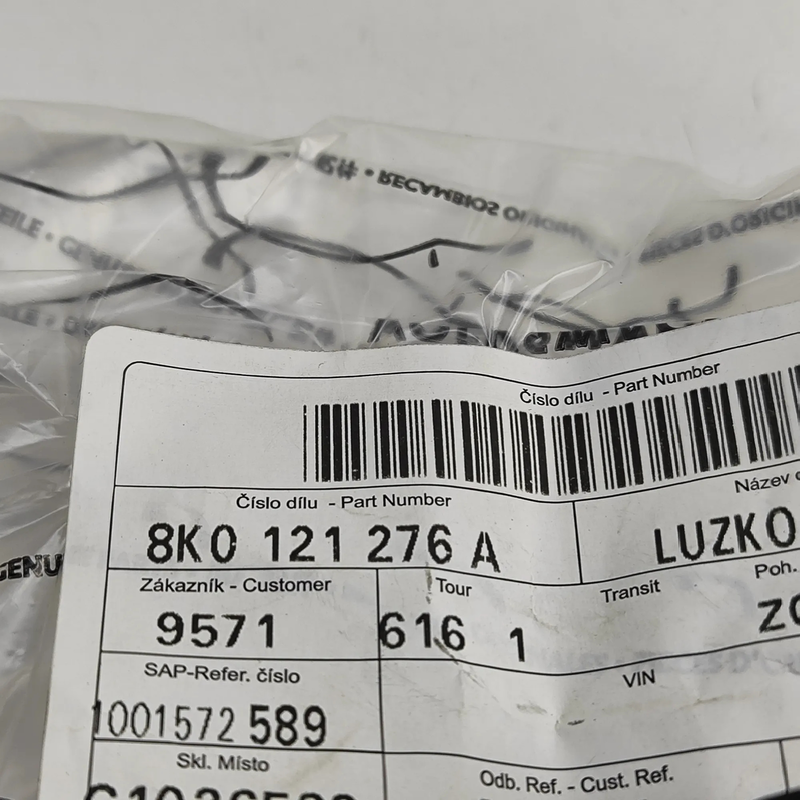 RECAMBIOS
GENU
Číslo dílu - Part Number
Číslo dílu - Part Number
Název
8K0 121 276 A
LUZKO
Zákazník - Customer
Tour
Transit
Poh.
9571
616 1
SAP-Refer. číslo
VIN
1001572 589
Skl. Místo
Odb. Ref. - Cust. Ref.